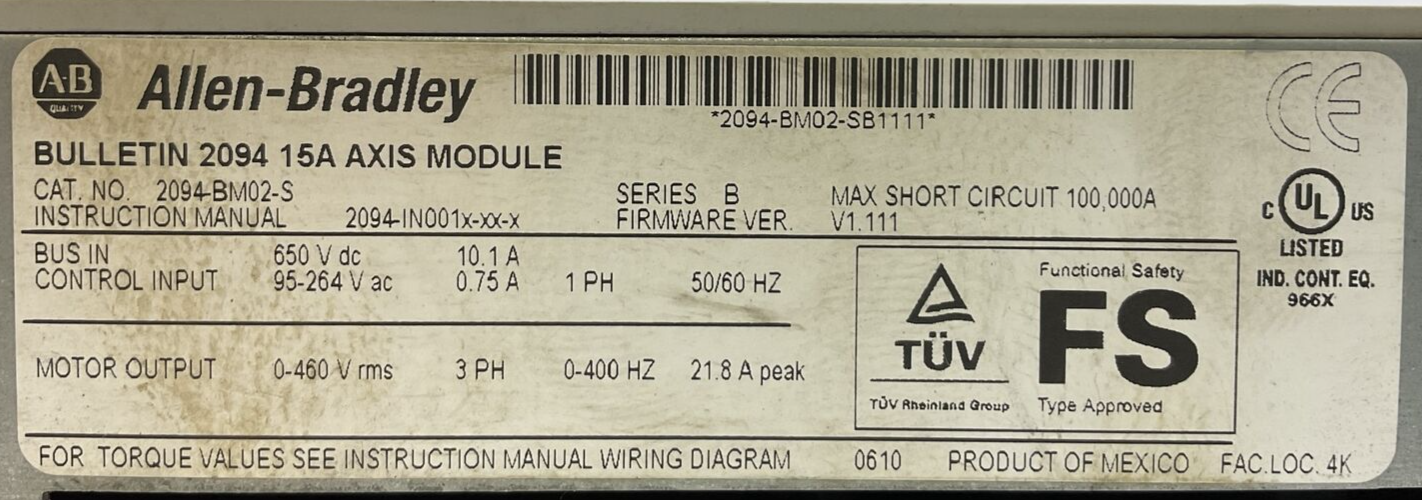 A-B
QUALITY
Allen-Bradley
*2094-BM02-SB1111*
BULLETIN 2094 15A AXIS MODULE
CAT. NO. 2094-BM02-S SERIES B MAX SHORT CIRCUIT 100,000A
INSTRUCTION MANUAL 2094-IN001x-xx-x FIRMWARE VER. V1.111
BUS IN 650 V dc 10.1 A
CONTROL INPUT 95-264 V ac 0.75 A 1 PH 50/60 HZ
MOTOR OUTPUT 0-460 V rms 3 PH 0-400 HZ 21.8 A peak
TÜV
TÜV Rheinland Group
Functional Safety
FS
Type Approved
CE
C UL US
LISTED
IND. CONT. EQ.
966X
FOR TORQUE VALUES SEE INSTRUCTION MANUAL WIRING DIAGRAM 0610 PRODUCT OF MEXICO FAC.LOC. 4K